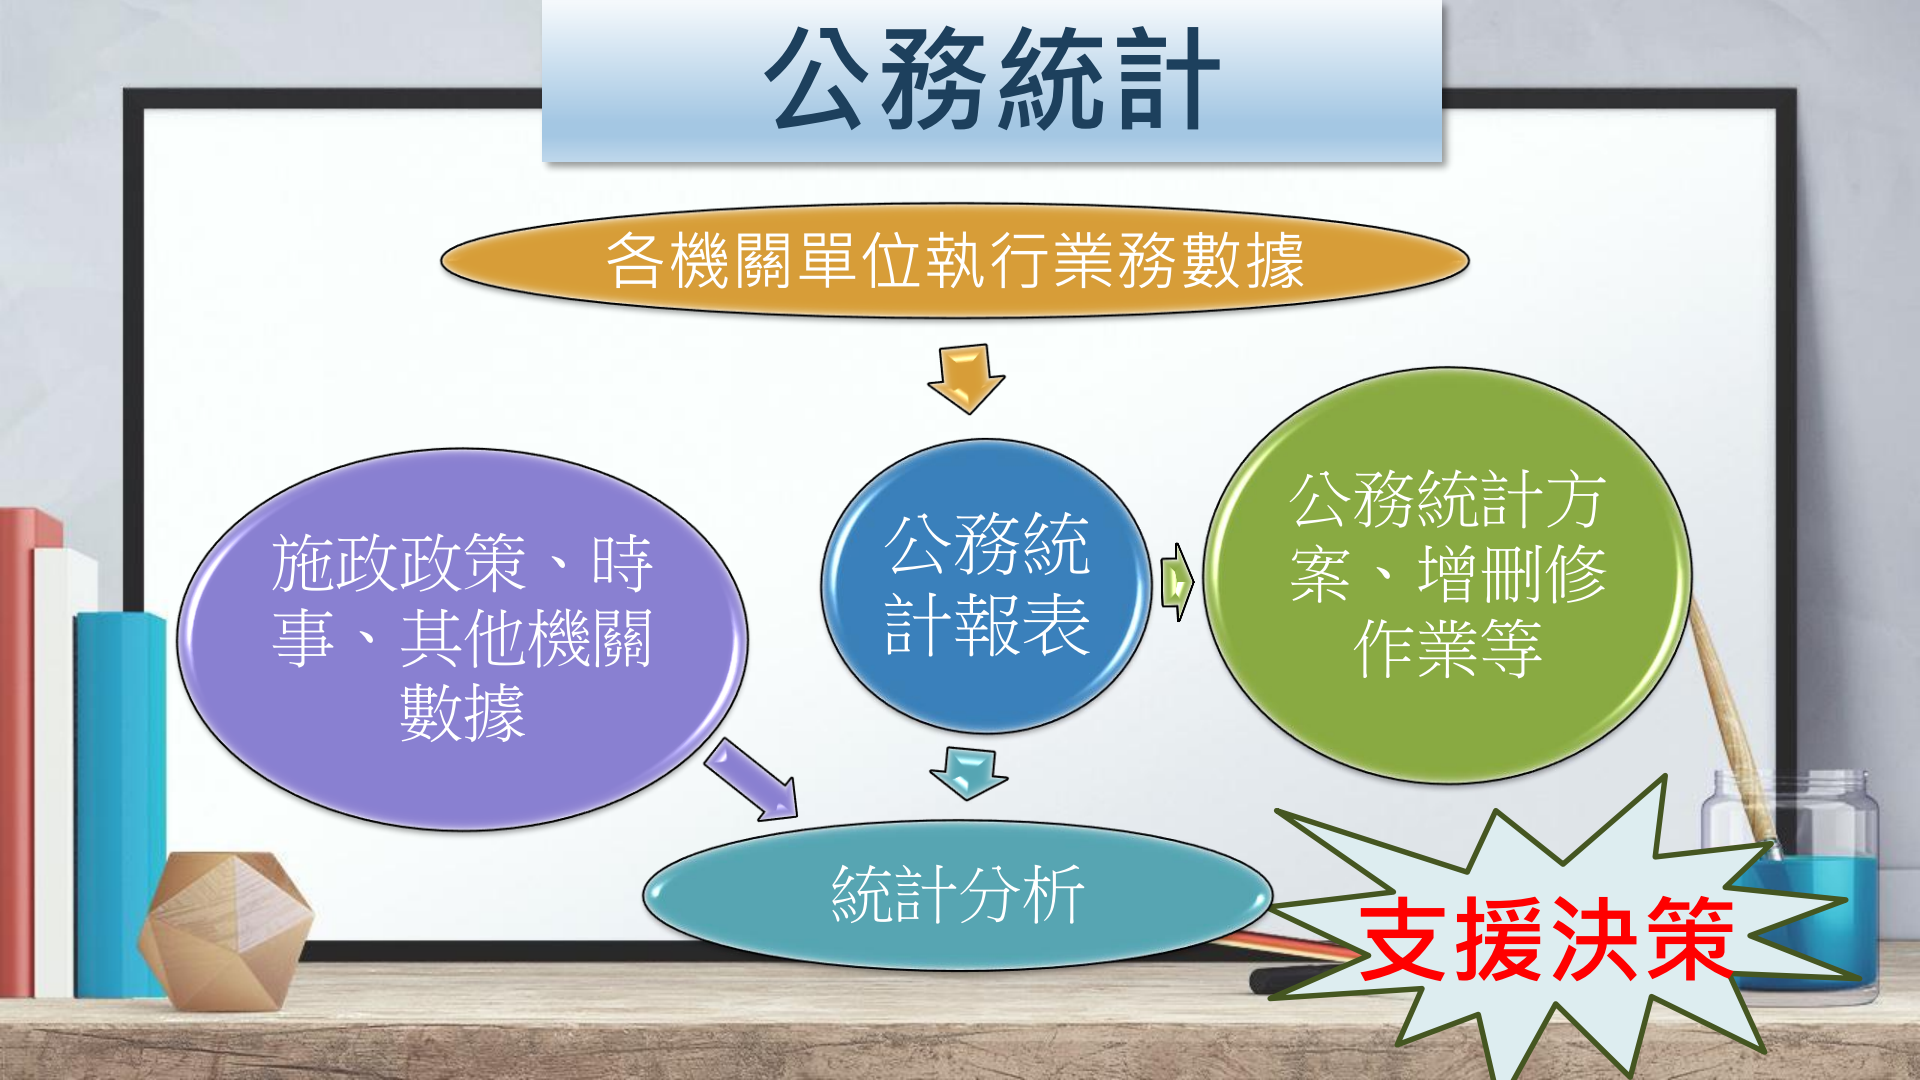 公務統計
各機關單位執行業務數據
施政政策、時
事、其他機關
數據
公務統
計報表
公務統計方
案、增刪修
作業等
統計分析
支援決策